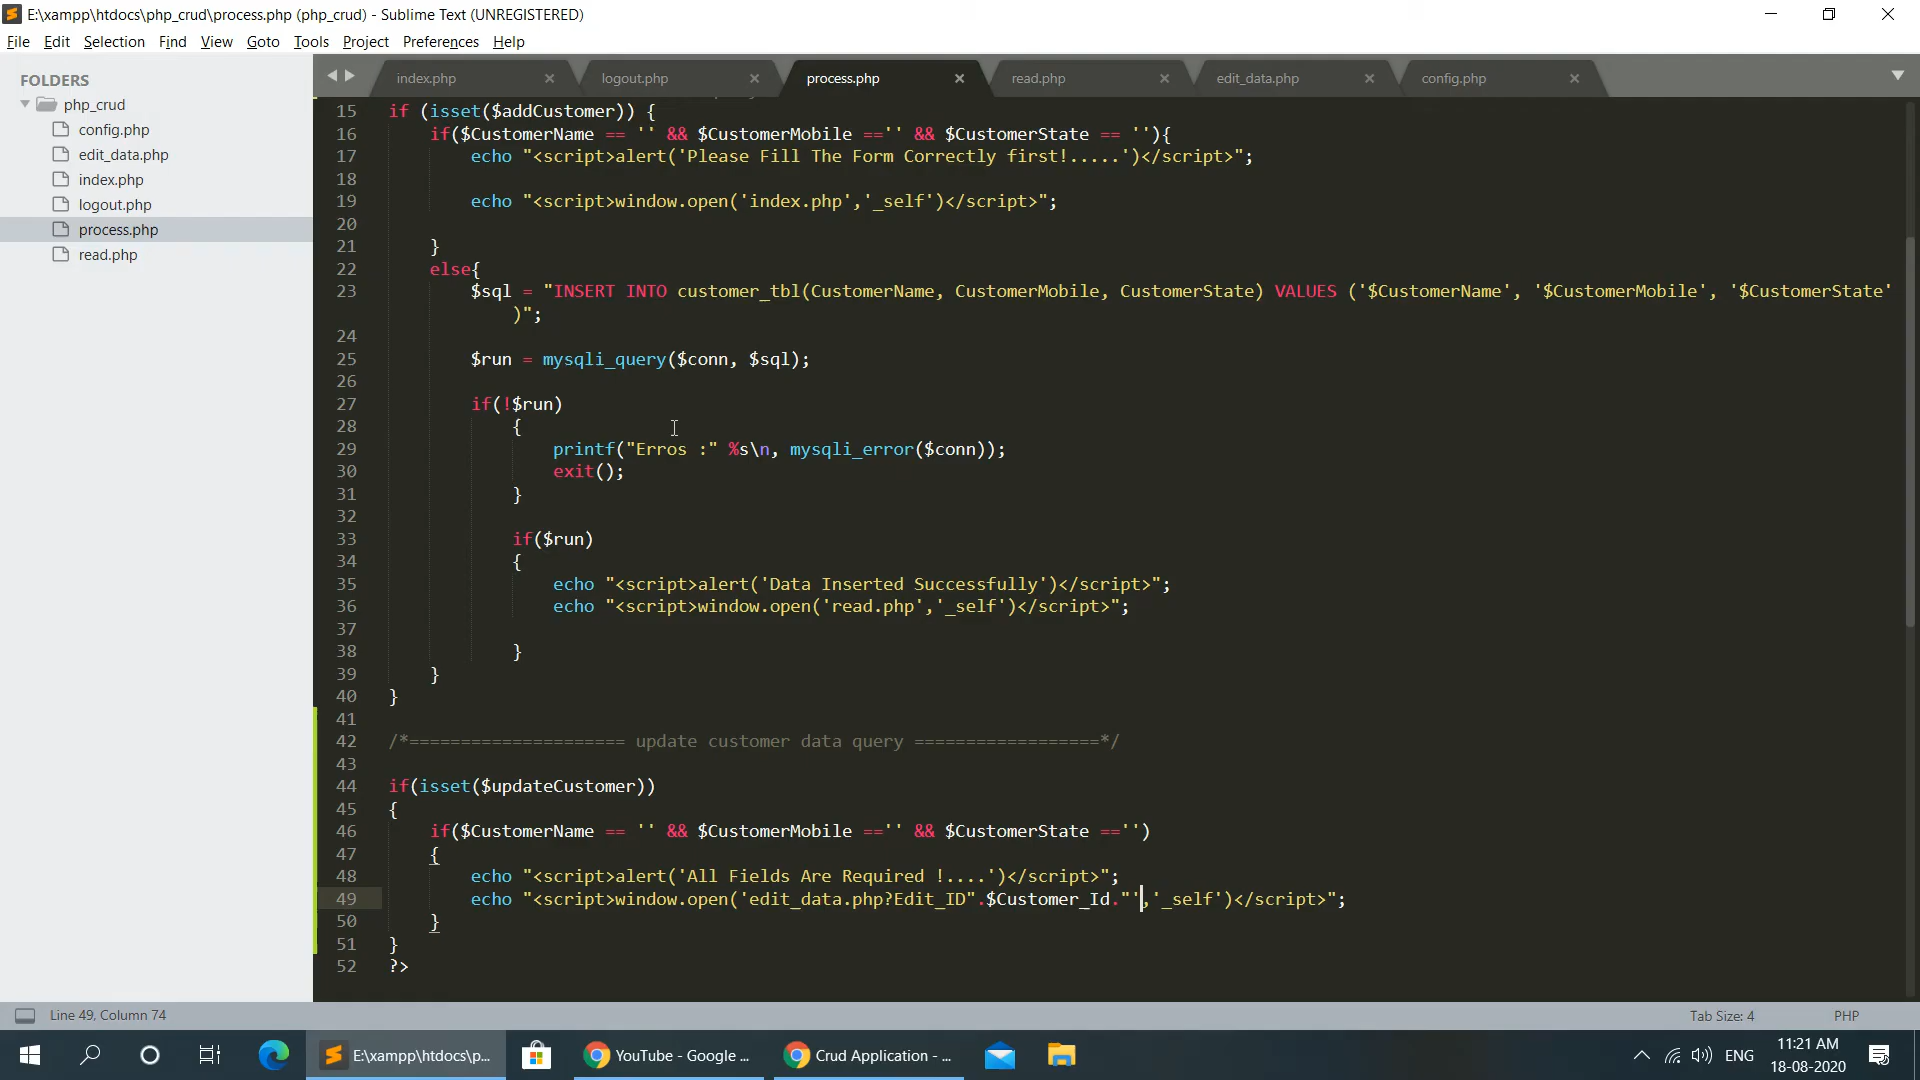 E:\xampp\htdocs\php_crud\process.php (php_crud) - Sublime Text (UNREGISTERED)
File Edit Selection Find View Goto Tools Project Preferences Help
FOLDERS
php_crud
config.php
edit_data.php
index.php
logout.php
process.php
read.php
index.php × logout.php × process.php × read.php × edit_data.php × config.php ×
15 if (isset($addCustomer)) {
16 if($CustomerName == '' && $CustomerMobile =='' && $CustomerState == ''){
17 echo "<script>alert('Please Fill The Form Correctly first!.....')</script>";
18
19 echo "<script>window.open('index.php','_self')</script>";
20
21 }
22 else{
23 $sql = "INSERT INTO customer_tbl(CustomerName, CustomerMobile, CustomerState) VALUES ('$CustomerName', '$CustomerMobile', '$CustomerState'
)";
24
25 $run = mysqli_query($conn, $sql);
26
27 if(!$run)
28 {
29 printf("Erros :" %s\n, mysqli_error($conn));
30 exit();
31 }
32
33 if($run)
34 {
35 echo "<script>alert('Data Inserted Successfully')</script>";
36 echo "<script>window.open('read.php','_self')</script>";
37
38 }
39 }
40 }
41
42 /*===================== update customer data query ==================*/
43
44 if(isset($updateCustomer))
45 {
46 if($CustomerName == '' && $CustomerMobile =='' && $CustomerState =='')
47 {
48 echo "<script>alert('All Fields Are Required !....')</script>";
49 echo "<script>window.open('edit_data.php?Edit_ID".$Customer_Id."','_self')</script>";
50 }
51 }
52 ?>
Line 49, Column 74 Tab Size: 4 PHP
E:\xampp\htdocs\p... YouTube - Google ... Crud Application - ... ENG 11:21 AM
18-08-2020